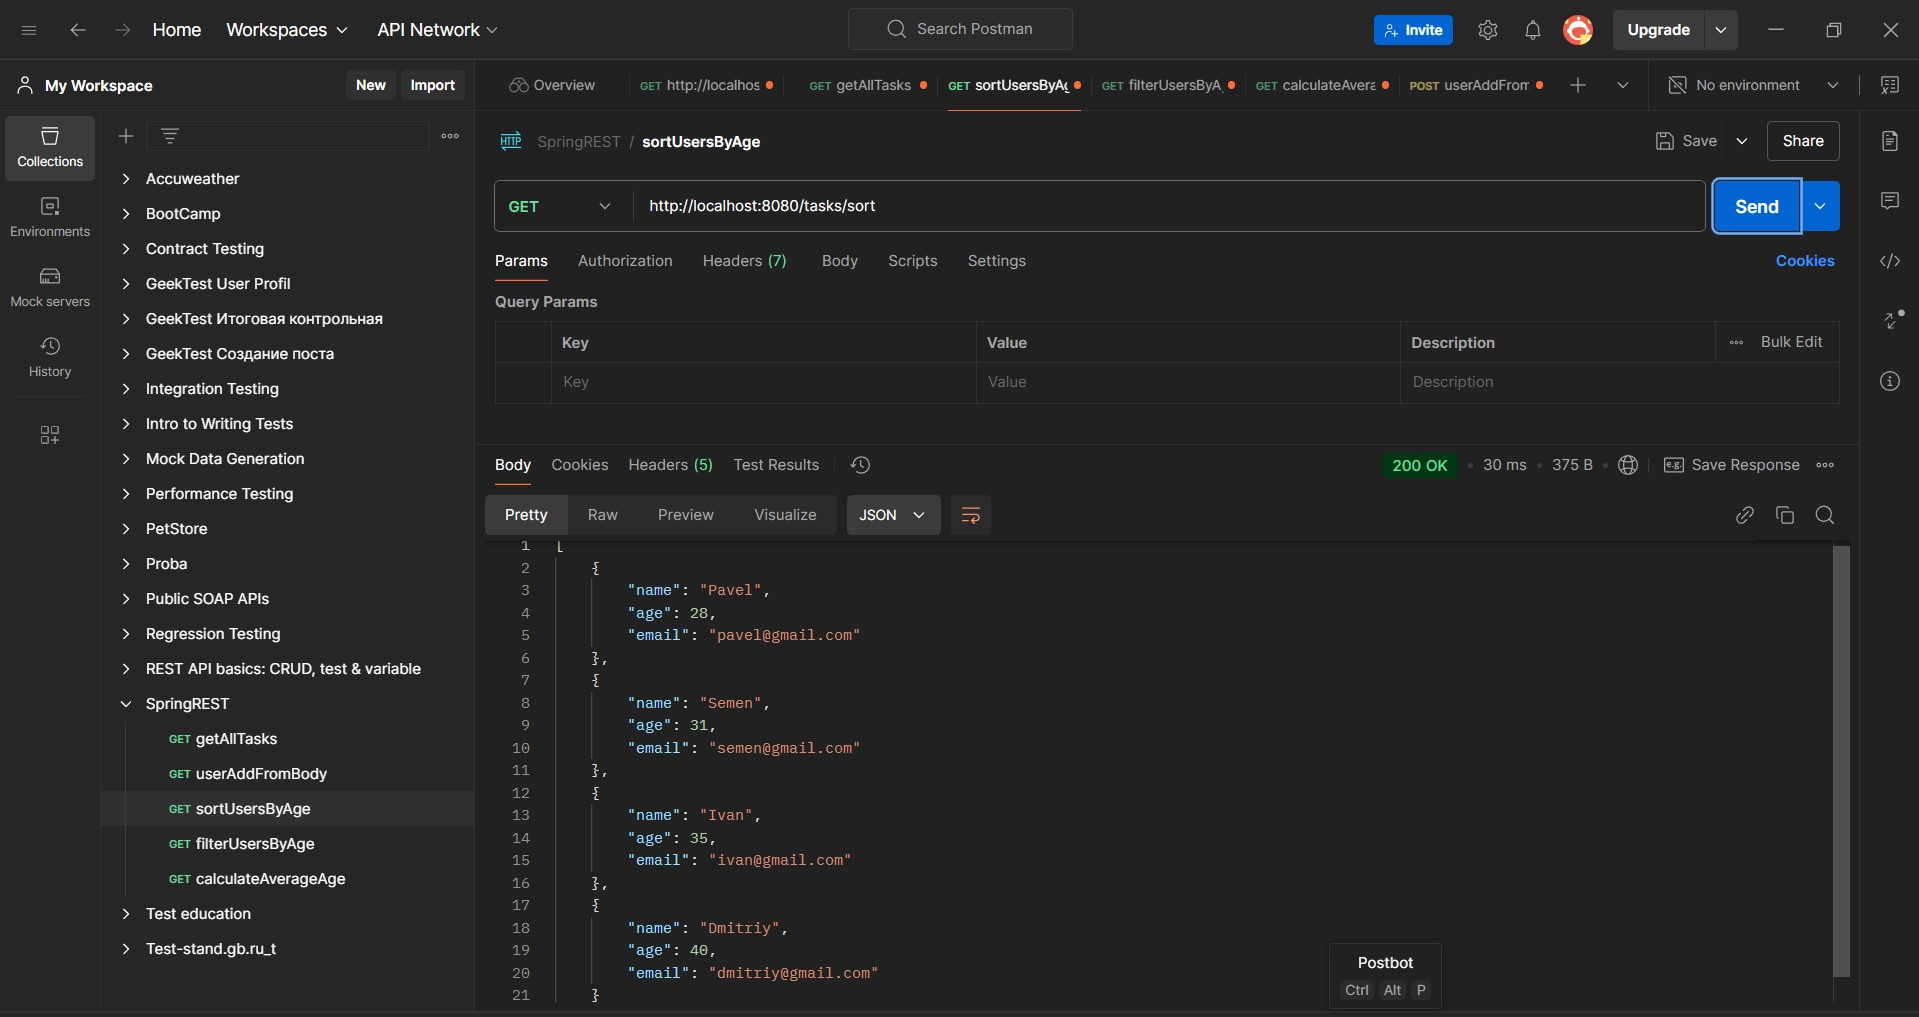 Home Workspaces API Network Search Postman Invite Upgrade
My Workspace New Import Overview GET http://localhos GET getAllTasks GET sortUsersByAg GET filterUsersByA GET calculateAvera POST userAddFrom No environment
Collections
Environments
Mock servers
History
Accuweather
BootCamp
Contract Testing
GeekTest User Profil
GeekTest Итоговая контрольная
GeekTest Создание поста
Integration Testing
Intro to Writing Tests
Mock Data Generation
Performance Testing
PetStore
Proba
Public SOAP APIs
Regression Testing
REST API basics: CRUD, test & variable
SpringREST
GET getAllTasks
GET userAddFromBody
GET sortUsersByAge
GET filterUsersByAge
GET calculateAverageAge
Test education
Test-stand.gb.ru_t
HTTP SpringREST / sortUsersByAge Save Share
GET http://localhost:8080/tasks/sort Send
Params Authorization Headers (7) Body Scripts Settings Cookies
Query Params
Key Value Description Bulk Edit
Key Value Description
Body Cookies Headers (5) Test Results 200 OK 30 ms 375 B e.g. Save Response
Pretty Raw Preview Visualize JSON
1 [
2 {
3 "name": "Pavel",
4 "age": 28,
5 "email": "pavel@gmail.com"
6 },
7 {
8 "name": "Semen",
9 "age": 31,
10 "email": "semen@gmail.com"
11 },
12 {
13 "name": "Ivan",
14 "age": 35,
15 "email": "ivan@gmail.com"
16 },
17 {
18 "name": "Dmitriy",
19 "age": 40,
20 "email": "dmitriy@gmail.com"
21 }
Postbot
Ctrl Alt P